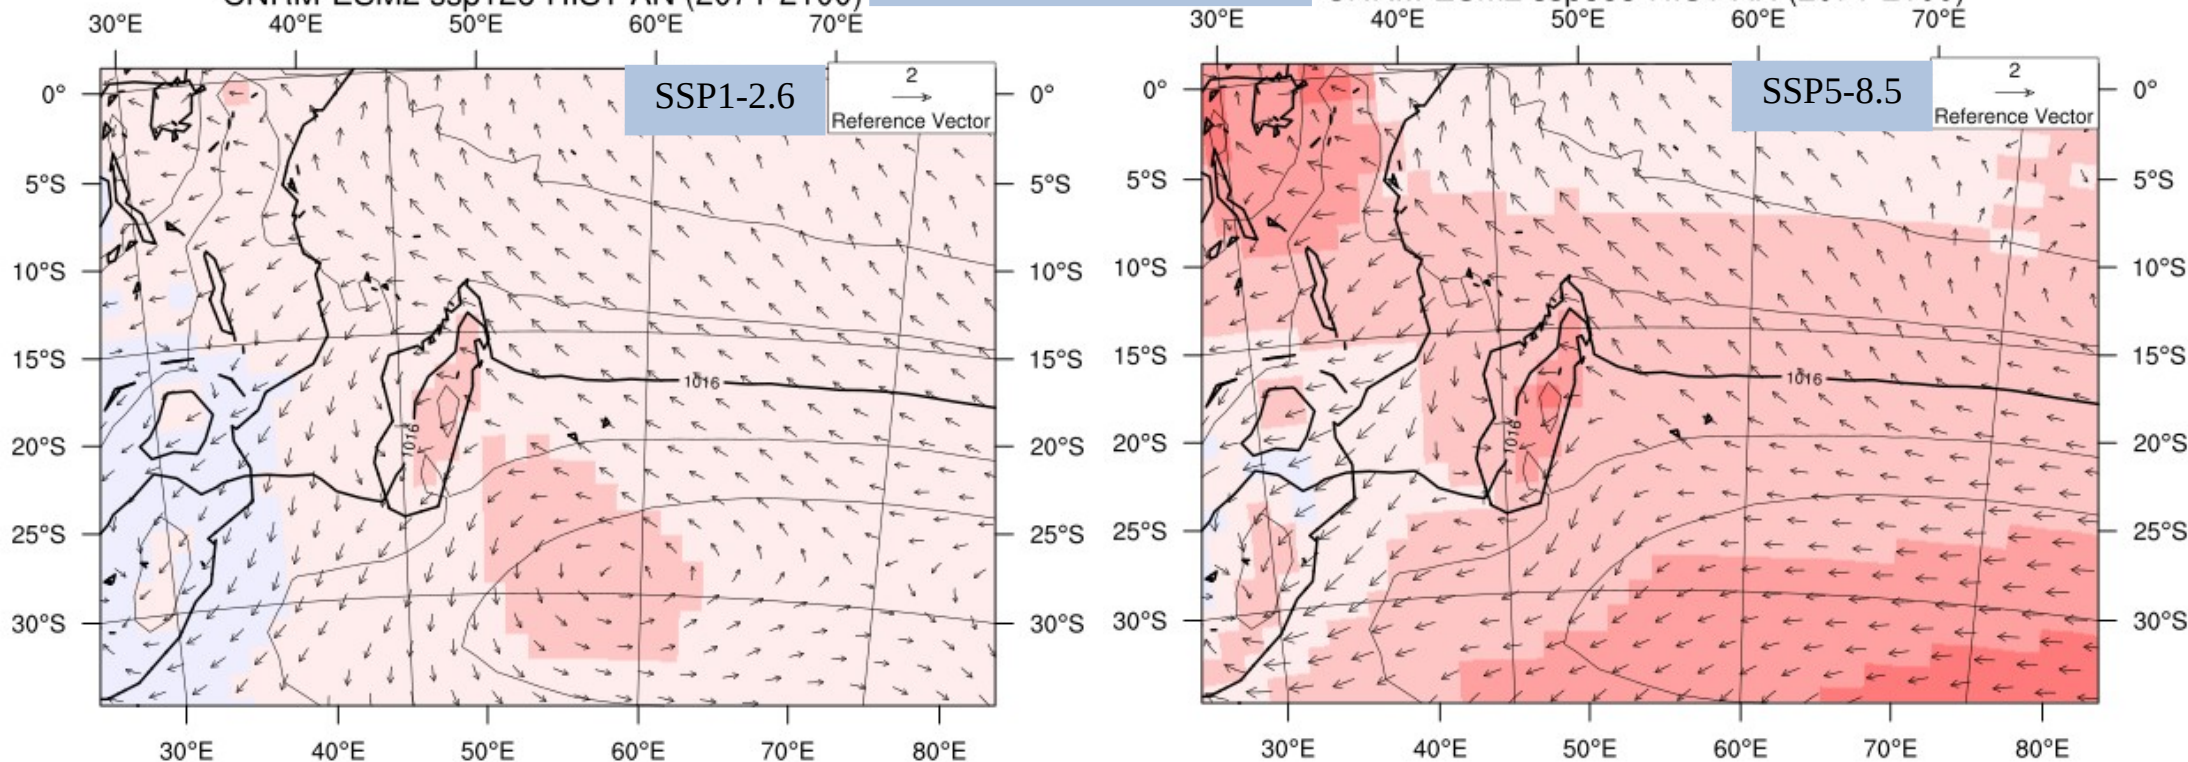 30°E 40°E 50°E 60°E 70°E
SSP1-2.6
2
Reference Vector
0° 0°
5°S 5°S
10°S 10°S
15°S 15°S
1016
1016
20°S 20°S
25°S 25°S
30°S 30°S
30°E 40°E 50°E 60°E 70°E 80°E
30°E 40°E 50°E 60°E 70°E
SSP5-8.5
2
Reference Vector
0° 0°
5°S 5°S
10°S 10°S
15°S 15°S
1016
1016
20°S 20°S
25°S 25°S
30°S 30°S
30°E 40°E 50°E 60°E 70°E 80°E